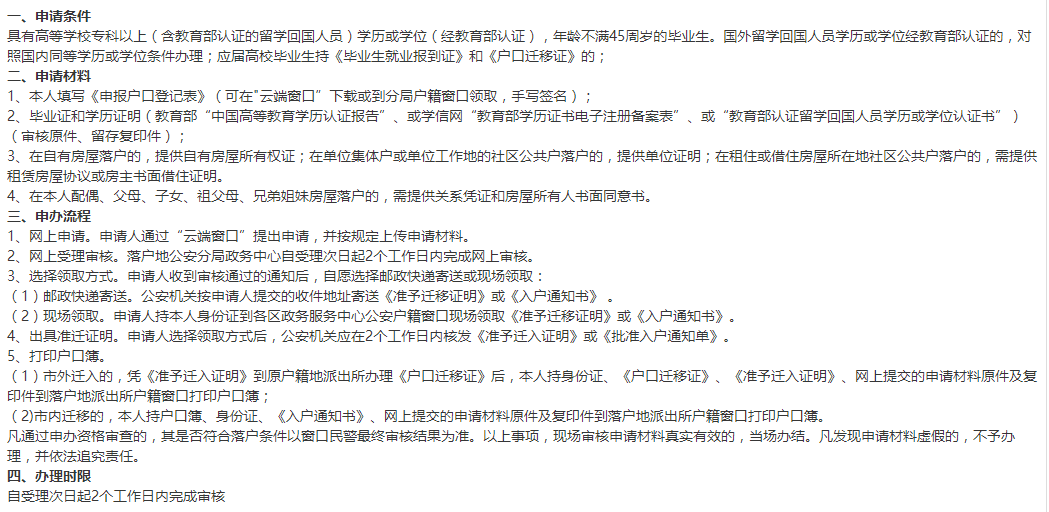 一、申请条件
具有高等学校专科以上（含教育部认证的留学回国人员）学历或学位（经教育部认证），年龄不满45周岁的毕业生。国外留学回国人员学历或学位经教育部认证的，对
照国内同等学历或学位条件办理；应届高校毕业生持《毕业生就业报到证》和《户口迁移证》的；
二、申请材料
1、本人填写《申报户口登记表》（可在"云端窗口”下载或到分局户籍窗口领取，手写签名）；
2、毕业证和学历证明（教育部“中国高等教育学历认证报告”、或学信网“教育部学历证书电子注册备案表”、或“教育部认证留学回国人员学历或学位认证书” ）
（审核原件、留存复印件）；
3、在自有房屋落户的，提供自有房屋所有权证；在单位集体户或单位工作地的社区公共户落户的，提供单位证明；在租住或借住房屋所在地社区公共户落户的，需提供
租赁房屋协议或房主书面借住证明。
4、在本人配偶、父母、子女、祖父母、兄弟姐妹房屋落户的，需提供关系凭证和房屋所有人书面同意书。
三、申办流程
1、网上申请。申请人通过“云端窗口”提出申请，并按规定上传申请材料。
2、网上受理审核。落户地公安分局政务中心自受理次日起2个工作日内完成网上审核。
3、选择领取方式。申请人收到审核通过的通知后，自愿选择邮政快递寄送或现场领取：
（1）邮政快递寄送。公安机关按申请人提交的收件地址寄送《准予迁移证明》或《入户通知书》 。
（2）现场领取。申请人持本人身份证到各区政务服务中心公安户籍窗口现场领取《准予迁移证明》或《入户通知书》。
4、出具准迁证明。申请人选择领取方式后，公安机关应在2个工作日内核发《准予迁入证明》或《批准入户通知单》。
5、打印户口簿。
（1）市外迁入的，凭《准予迁入证明》到原户籍地派出所办理《户口迁移证》后，本人持身份证、《户口迁移证》、《准予迁入证明》、网上提交的申请材料原件及复
印件到落户地派出所户籍窗口打印户口簿；
（2)市内迁移的，本人持户口簿、身份证、《入户通知书》、网上提交的申请材料原件及复印件到落户地派出所户籍窗口打印户口簿。
凡通过申办资格审查的，其是否符合落户条件以窗口民警最终审核结果为准。以上事项，现场审核申请材料真实有效的，当场办结。凡发现申请材料虚假的，不予办
理，并依法追究责任。
四、办理时限
自受理次日起2个工作日内完成审核